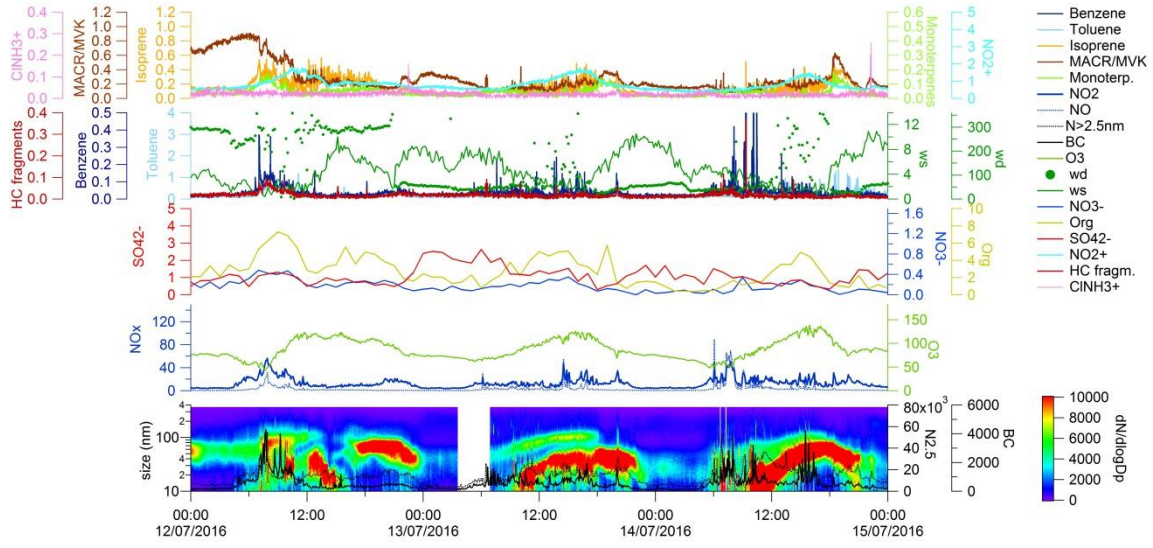 ClNH3+
0.4
0.3
0.2
0.1
0.0
MACR/MVK
1.2
1.0
0.8
0.6
0.4
0.2
0.0
Isoprene
1.2
1.0
0.8
0.6
0.4
0.2
0.0
0.6
0.4
0.2
0.0
Monoterpenes
5
4
3
2
1
0
NO2+
HC fragments
0.4
0.3
0.2
0.1
0.0
Benzene
0.5
0.4
0.3
0.2
0.1
0.0
Toluene
4
3
2
1
0
12
8
4
0
ws
300
200
100
0
wd
SO42-
5
4
3
2
1
0
1.6
1.2
0.8
0.4
0.0
NO3-
10
8
6
4
2
0
Org
NOx
120
80
40
0
150
100
50
0
O3
size (nm)
4
2
100
4
2
10
80x10³
60
40
20
0
N2.5
6000
4000
2000
0
BC
00:00
12:00
00:00
12:00
00:00
12:00
00:00
12/07/2016
13/07/2016
14/07/2016
15/07/2016
Benzene
Toluene
Isoprene
MACR/MVK
Monoterp.
NO2
NO
N>2.5nm
BC
O3
wd
ws
NO3-
Org
SO42-
NO2+
HC fragm.
ClNH3+
10000
8000
6000
4000
2000
0
dN/dlogDp